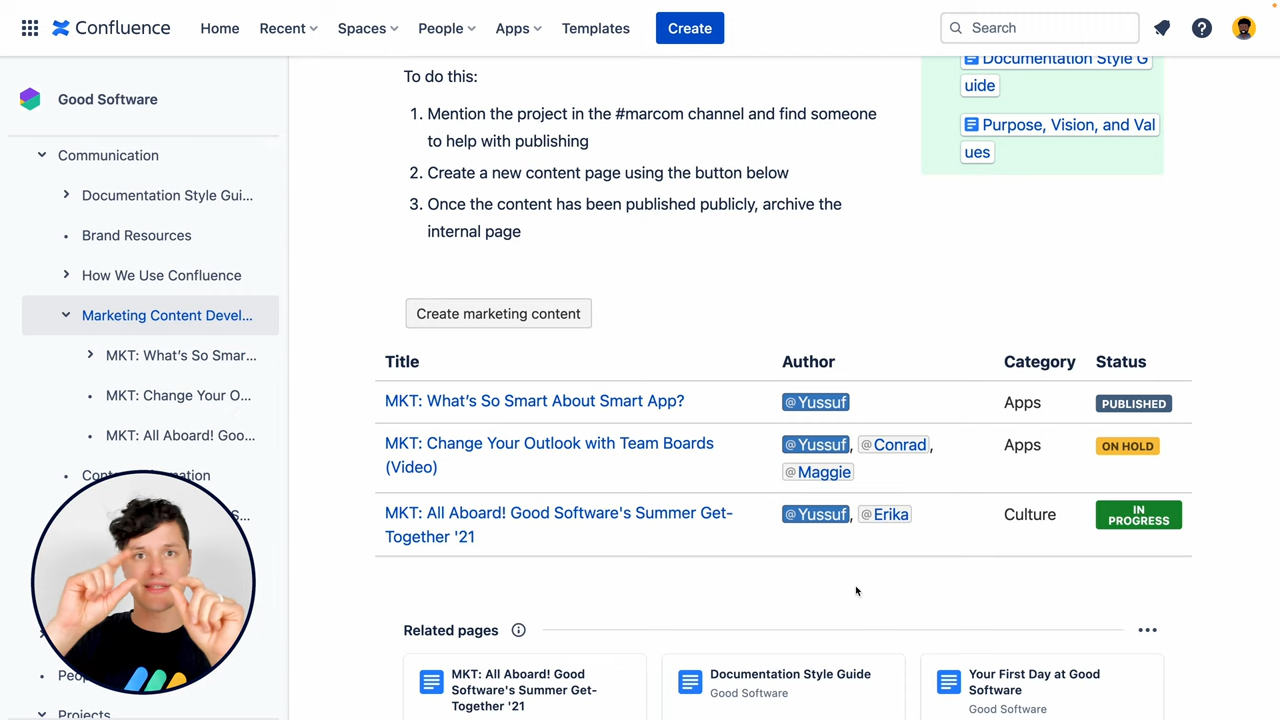 Confluence Home Recent Spaces People Apps Templates Create Search
Good Software
Communication
Documentation Style Gui...
Brand Resources
How We Use Confluence
Marketing Content Devel...
MKT: What's So Smar...
MKT: Change Your O...
MKT: All Aboard! Goo...
To do this:
1. Mention the project in the #marcom channel and find someone
to help with publishing
2. Create a new content page using the button below
3. Once the content has been published publicly, archive the
internal page
Documentation Style G
uide
Purpose, Vision, and Val
ues
Create marketing content
Title Author Category Status
MKT: What's So Smart About Smart App? @Yussuf Apps PUBLISHED
MKT: Change Your Outlook with Team Boards
(Video)
@Yussuf, @Conrad,
@Maggie
Apps ON HOLD
MKT: All Aboard! Good Software's Summer Get-
Together '21
@Yussuf, @Erika Culture
IN
PROGRESS
Related pages
MKT: All Aboard! Good
Software's Summer Get-
Together '21
Documentation Style Guide
Good Software
Your First Day at Good
Software
Good Software
Projects